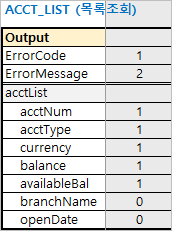 ACCT_LIST (목록조회)
Output
ErrorCode 1
ErrorMessage 2
acctList
acctNum 1
acctType 1
currency 1
balance 1
availableBal 1
branchName 0
openDate 0